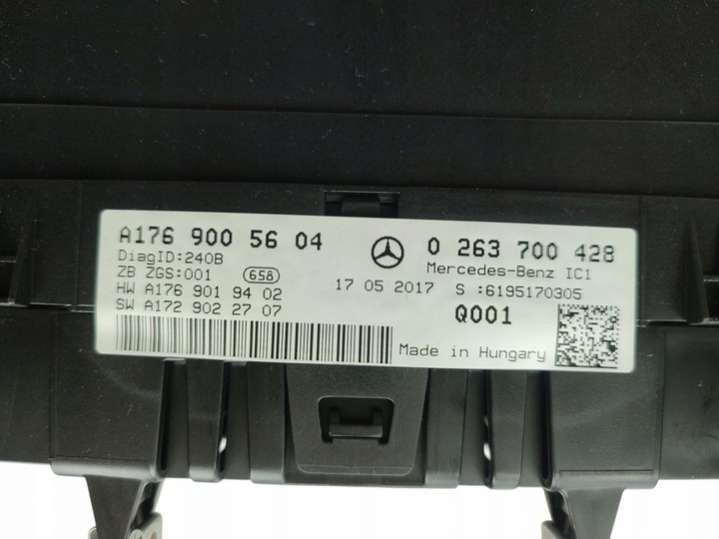 A176 900 56 04
0 263 700 428
DiagID:240B
Mercedes-Benz IC1
ZB ZGS:001 658
17 05 2017 S :6195170305
HW A176 901 94 02
SW A172 902 27 07
Q001
Made in Hungary